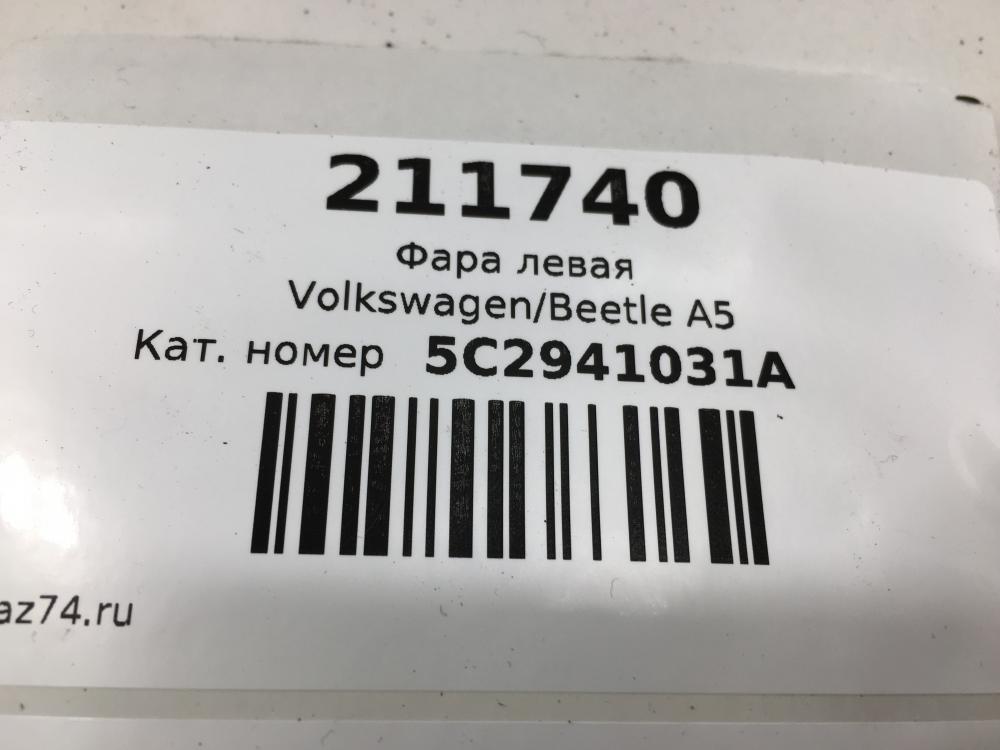 211740
Фара левая
Volkswagen/Beetle A5
Кат. номер 5C2941031A
az74.ru